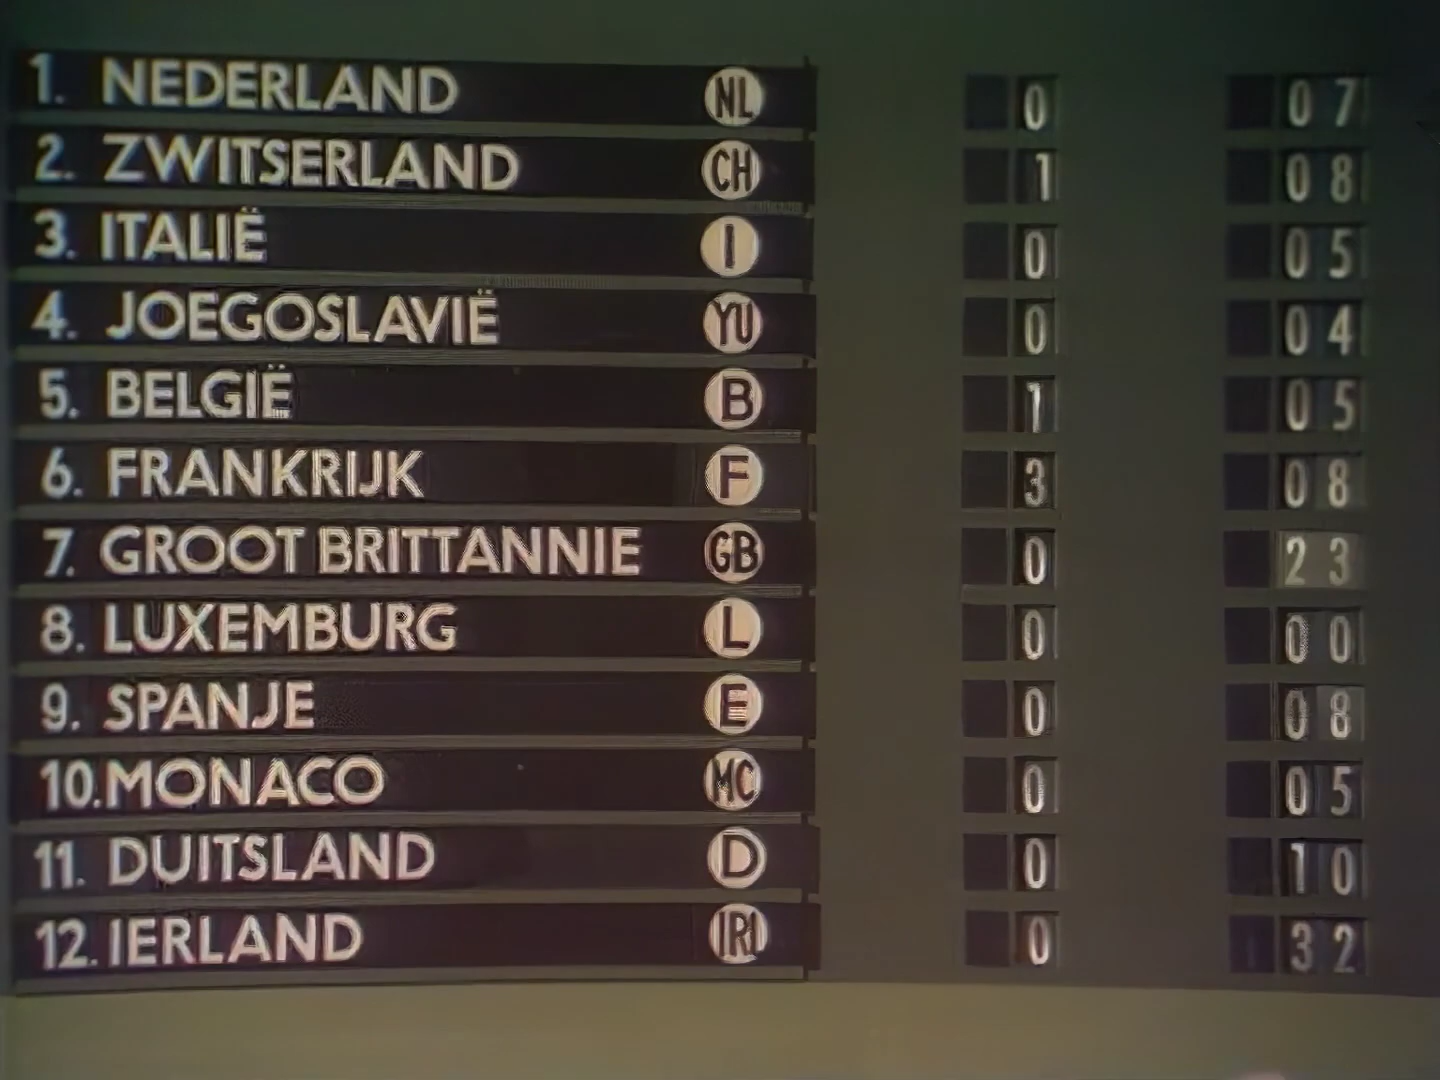 1. NEDERLAND NL 0 07
2. ZWITSERLAND CH 1 08
3. ITALIË I 0 05
4. JOEGOSLAVIË YU 0 04
5. BELGIË B 1 05
6. FRANKRIJK F 3 08
7. GROOT BRITTANNIE GB 0 23
8. LUXEMBURG L 0 00
9. SPANJE E 0 08
10. MONACO MC 0 05
11. DUITSLAND D 0 10
12. IERLAND IRL 0 32